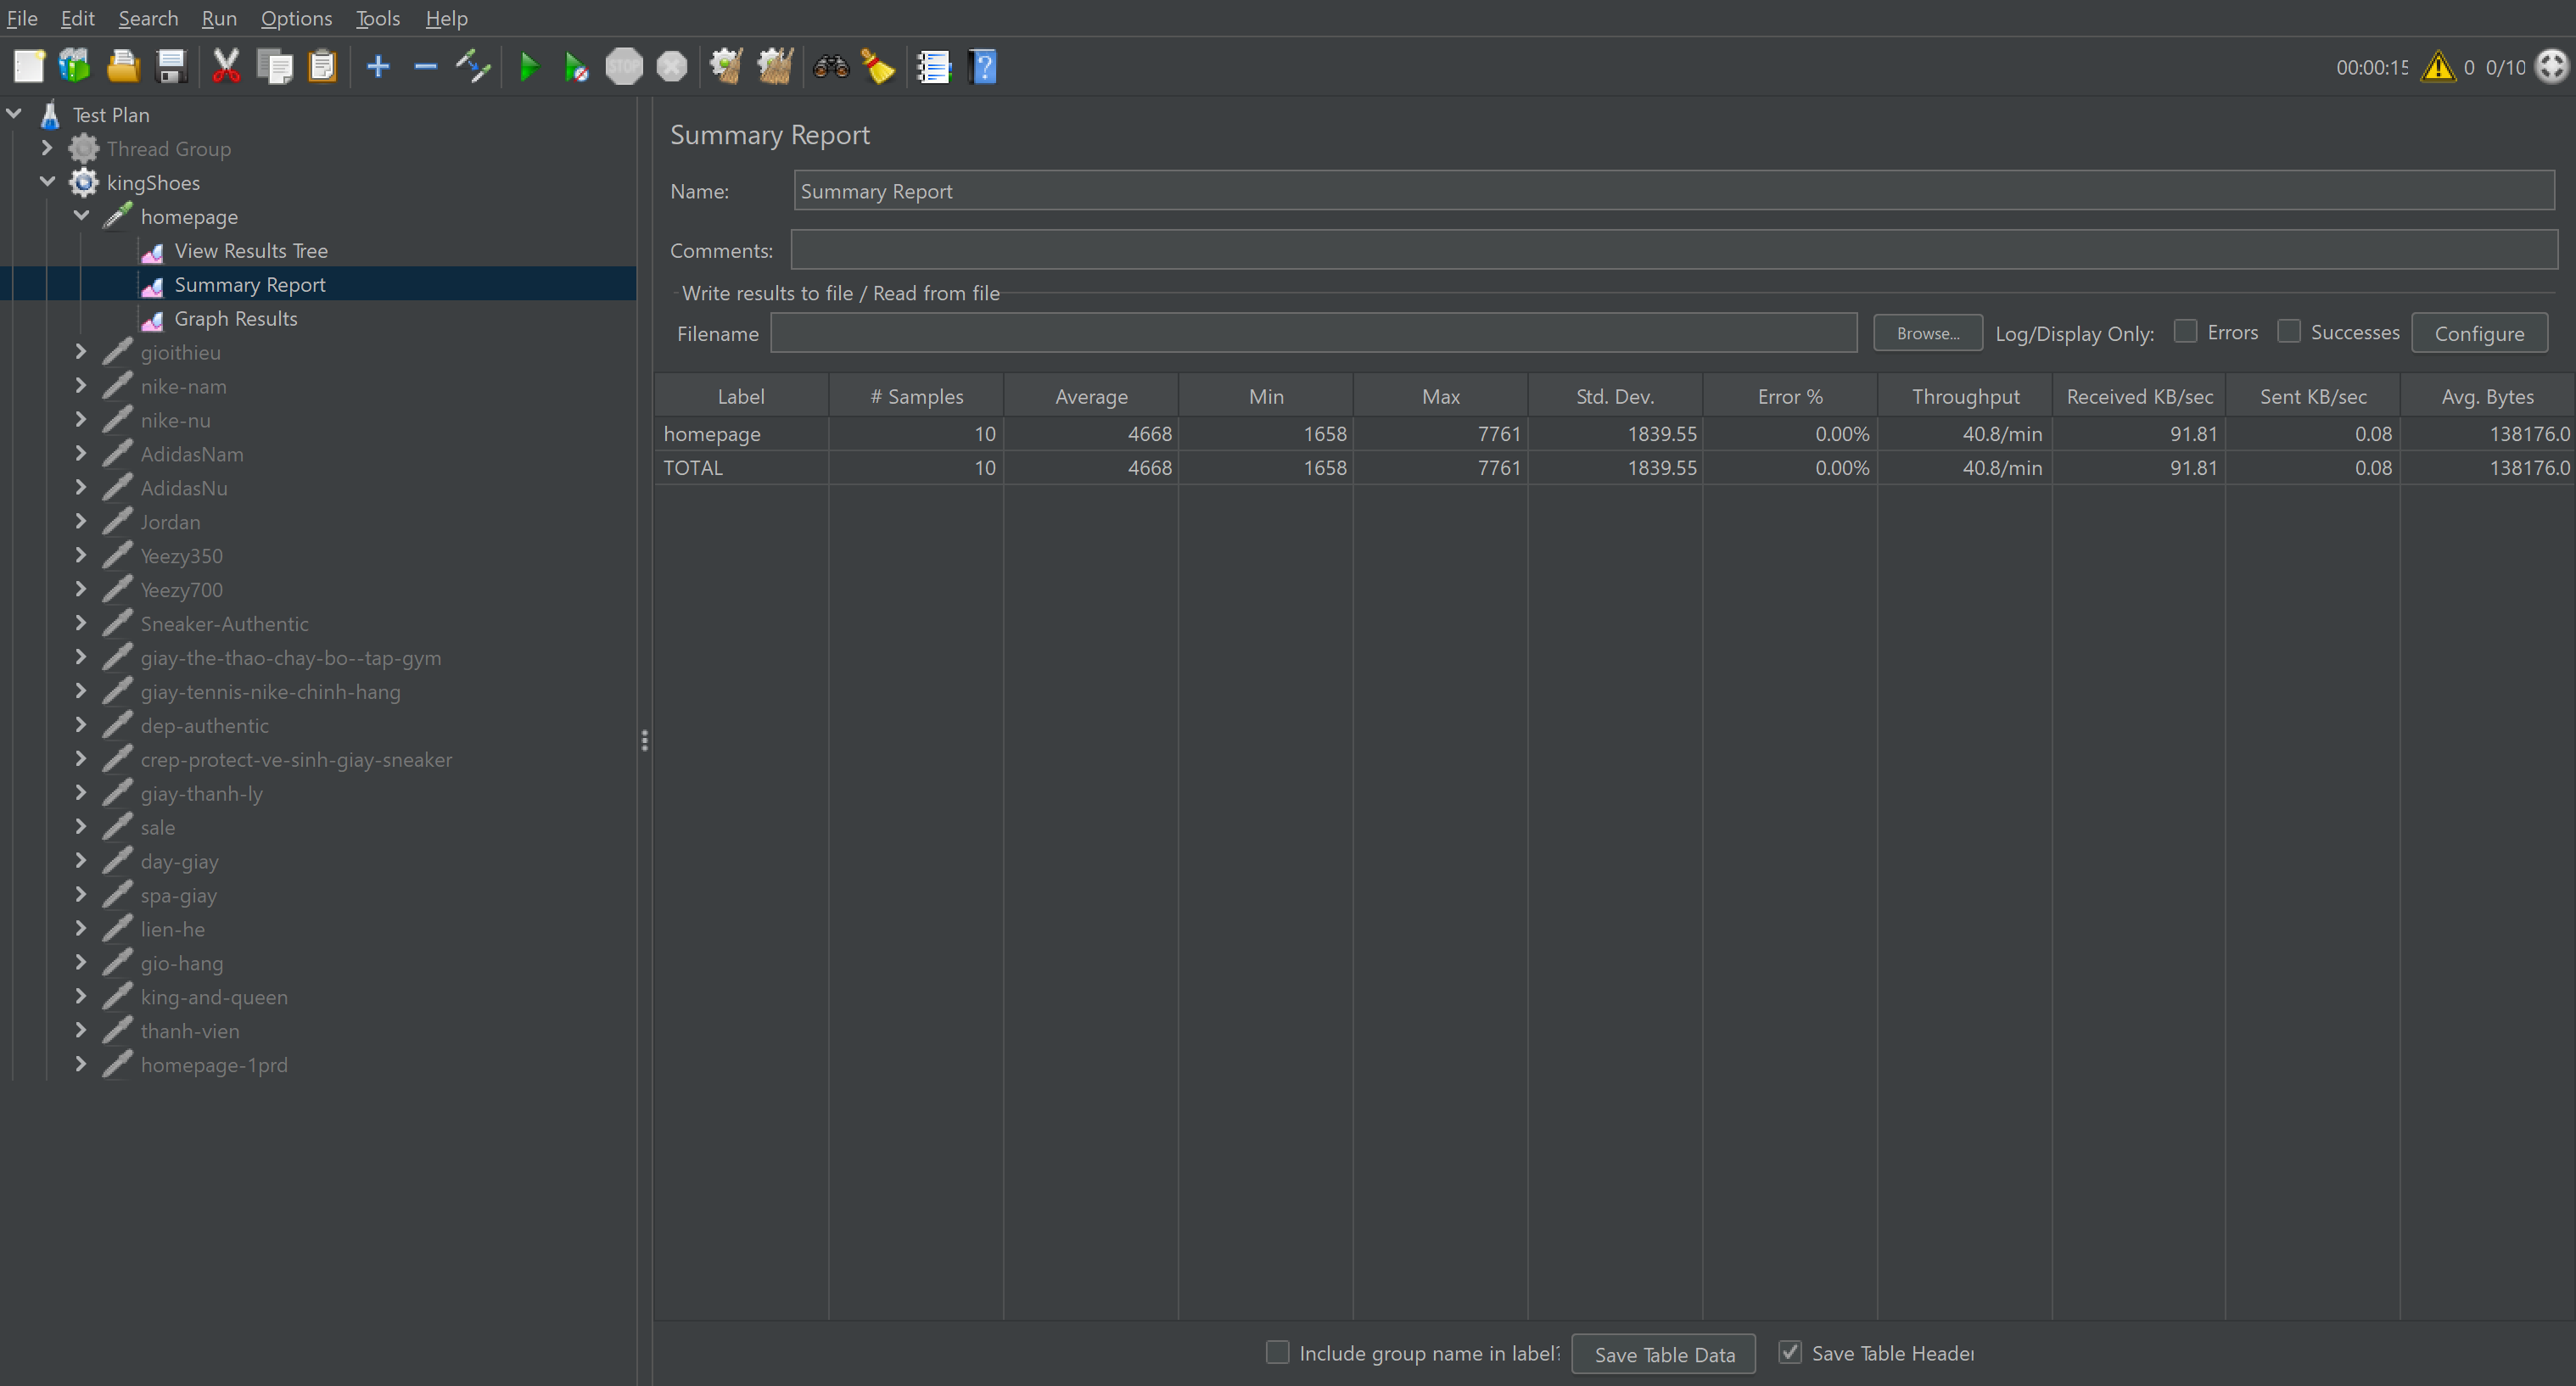 File Edit Search Run Options Tools Help
STOP
00:00:15 0 0/10
Test Plan
Thread Group
kingShoes
homepage
View Results Tree
Summary Report
Graph Results
gioithieu
nike-nam
nike-nu
AdidasNam
AdidasNu
Jordan
Yeezy350
Yeezy700
Sneaker-Authentic
giay-the-thao-chay-bo--tap-gym
giay-tennis-nike-chinh-hang
dep-authentic
crep-protect-ve-sinh-giay-sneaker
giay-thanh-ly
sale
day-giay
spa-giay
lien-he
gio-hang
king-and-queen
thanh-vien
homepage-1prd
Summary Report
Name: Summary Report
Comments:
Write results to file / Read from file
Filename Browse... Log/Display Only: Errors Successes Configure
Label # Samples Average Min Max Std. Dev. Error % Throughput Received KB/sec Sent KB/sec Avg. Bytes
homepage 10 4668 1658 7761 1839.55 0.00% 40.8/min 91.81 0.08 138176.0
TOTAL 10 4668 1658 7761 1839.55 0.00% 40.8/min 91.81 0.08 138176.0
Include group name in label? Save Table Data Save Table Header